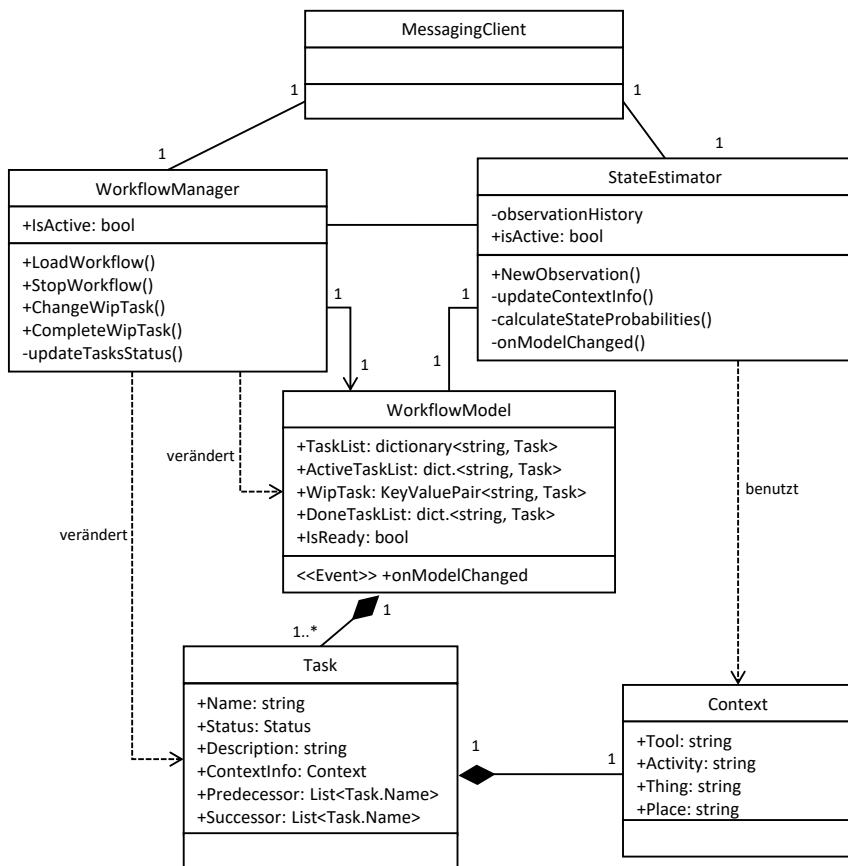 MessagingClient
1
1
1
1
WorkflowManager
+IsActive: bool
+LoadWorkflow()
+StopWorkflow()
+ChangeWipTask()
+CompleteWipTask()
-updateTasksStatus()
StateEstimator
-observationHistory
+isActive: bool
+NewObservation()
-updateContextInfo()
-calculateStateProbabilities()
-onModelChanged()
1
1
1
1
WorkflowModel
+TaskList: dictionary<string, Task>
+ActiveTaskList: dict.<string, Task>
+WipTask: KeyValuePair<string, Task>
+DoneTaskList: dict.<string, Task>
+IsReady: bool
<<Event>> +onModelChanged
verändert
verändert
benutzt
1
1..*
Task
+Name: string
+Status: Status
+Description: string
+ContextInfo: Context
+Predecessor: List<Task.Name>
+Successor: List<Task.Name>
1
1
Context
+Tool: string
+Activity: string
+Thing: string
+Place: string